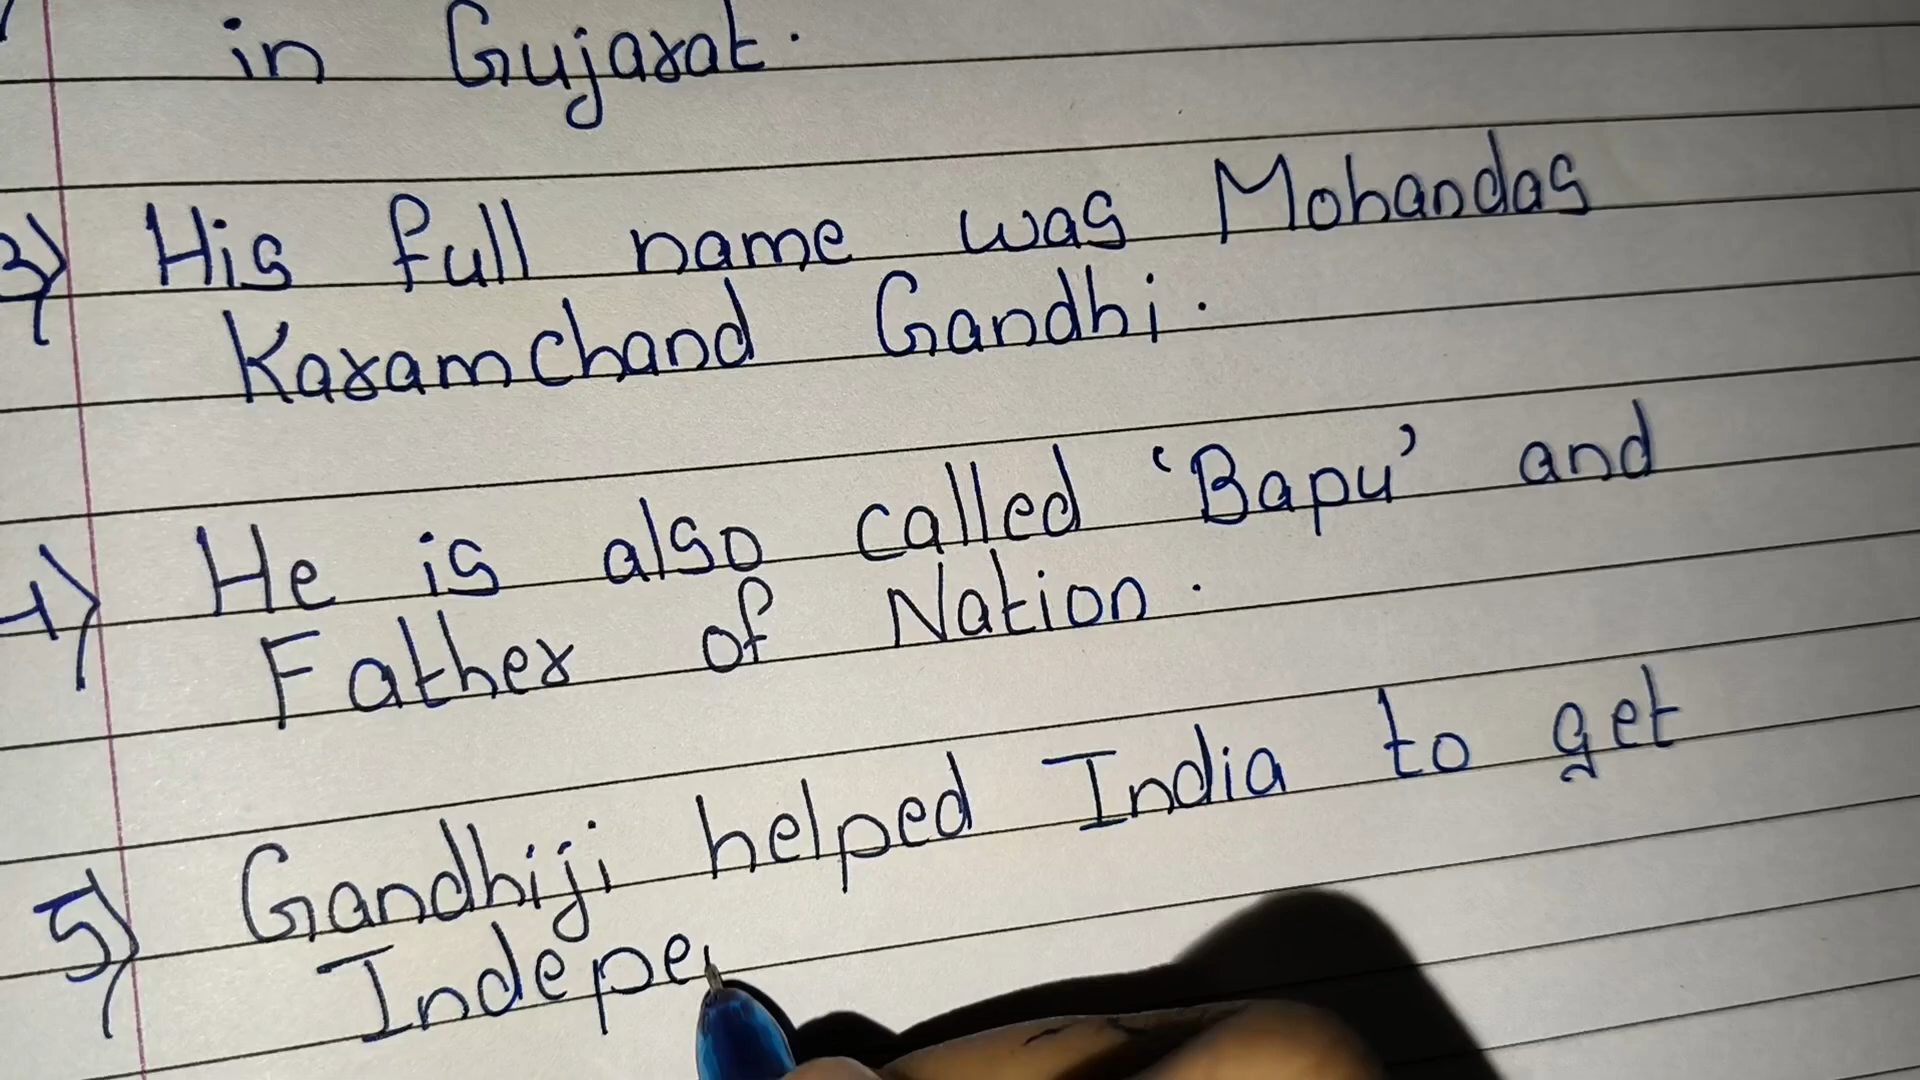 in Gujarat.
3) His full name was Mohandas
Karamchand Gandhi.
4) He is also called ‘Bapu’ and
Father of Nation.
5) Gandhiji helped India to get
Indepe